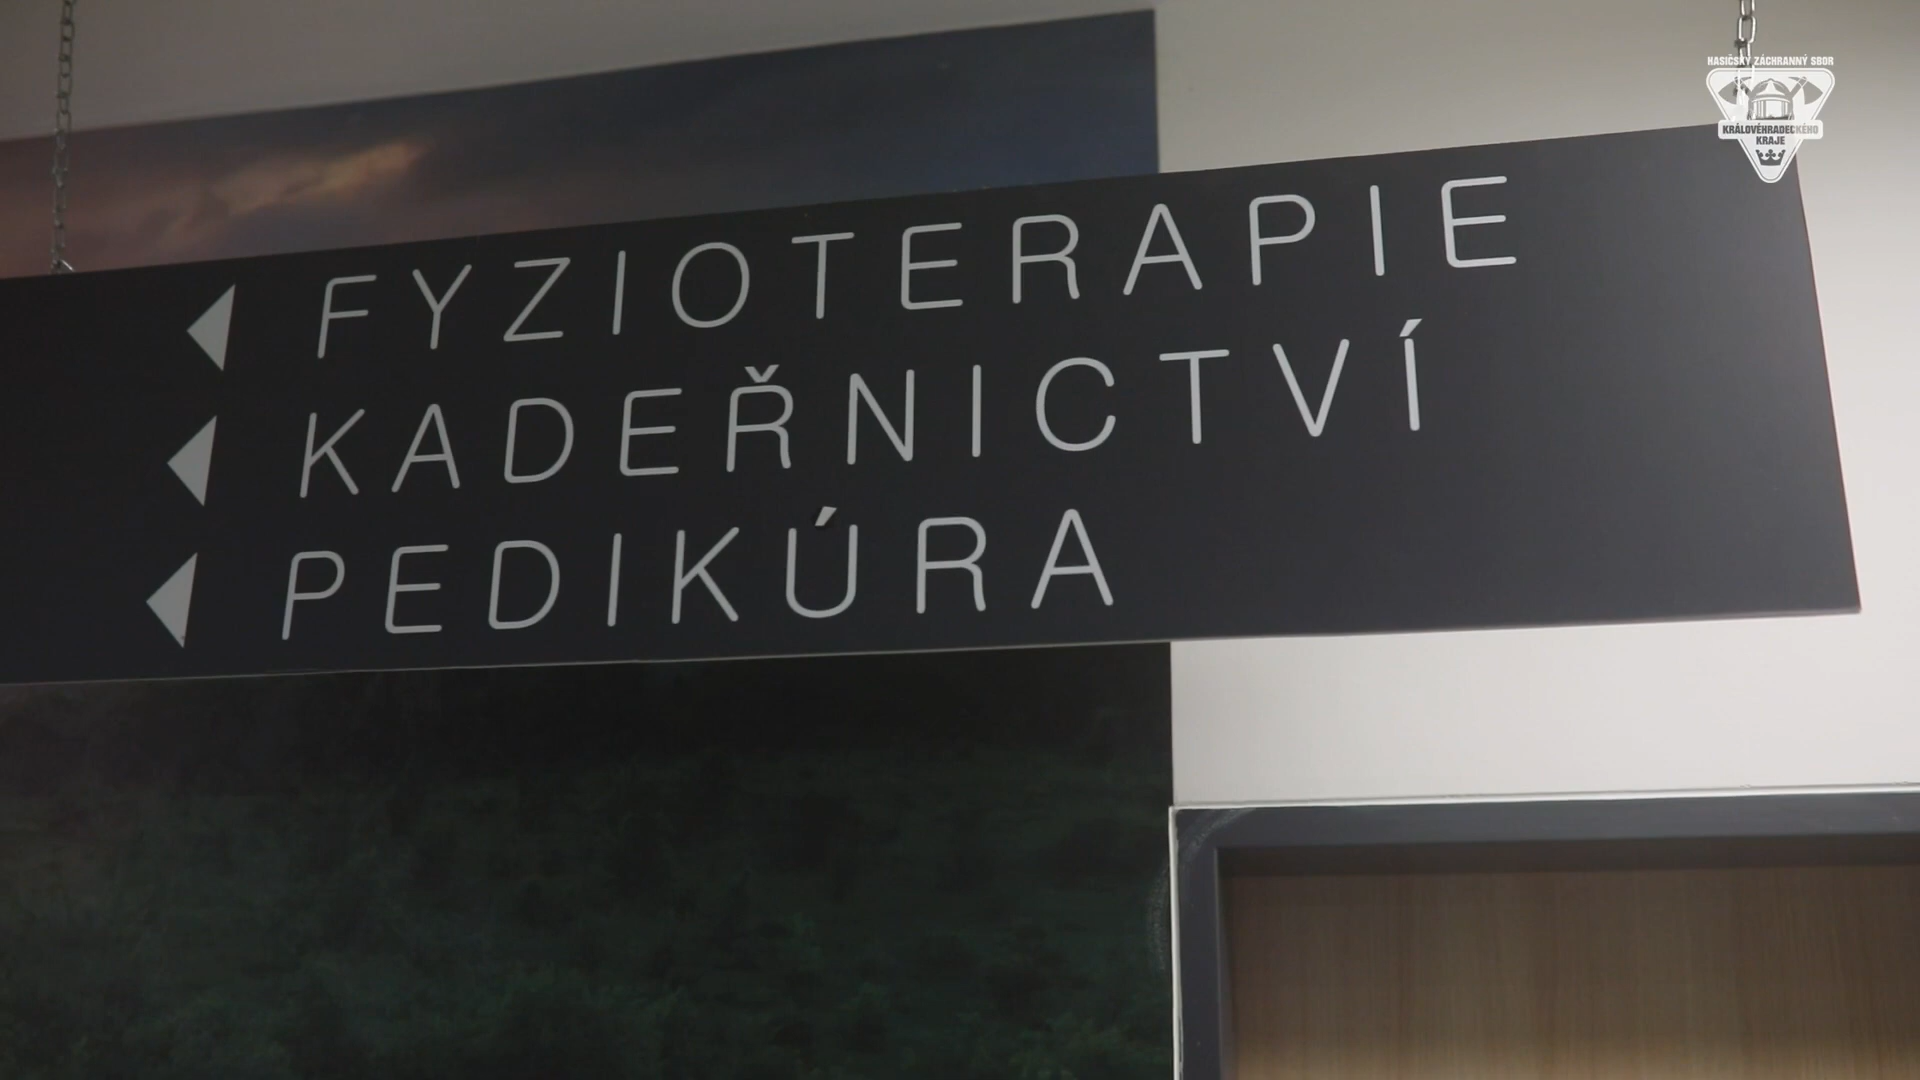 HASIČSKÝ ZÁCHRANNÝ SBOR
KRÁLOVÉHRADECKÉHO
KRAJE
FYZIOTERAPIE
KADEŘNICTVÍ
PEDIKÚRA